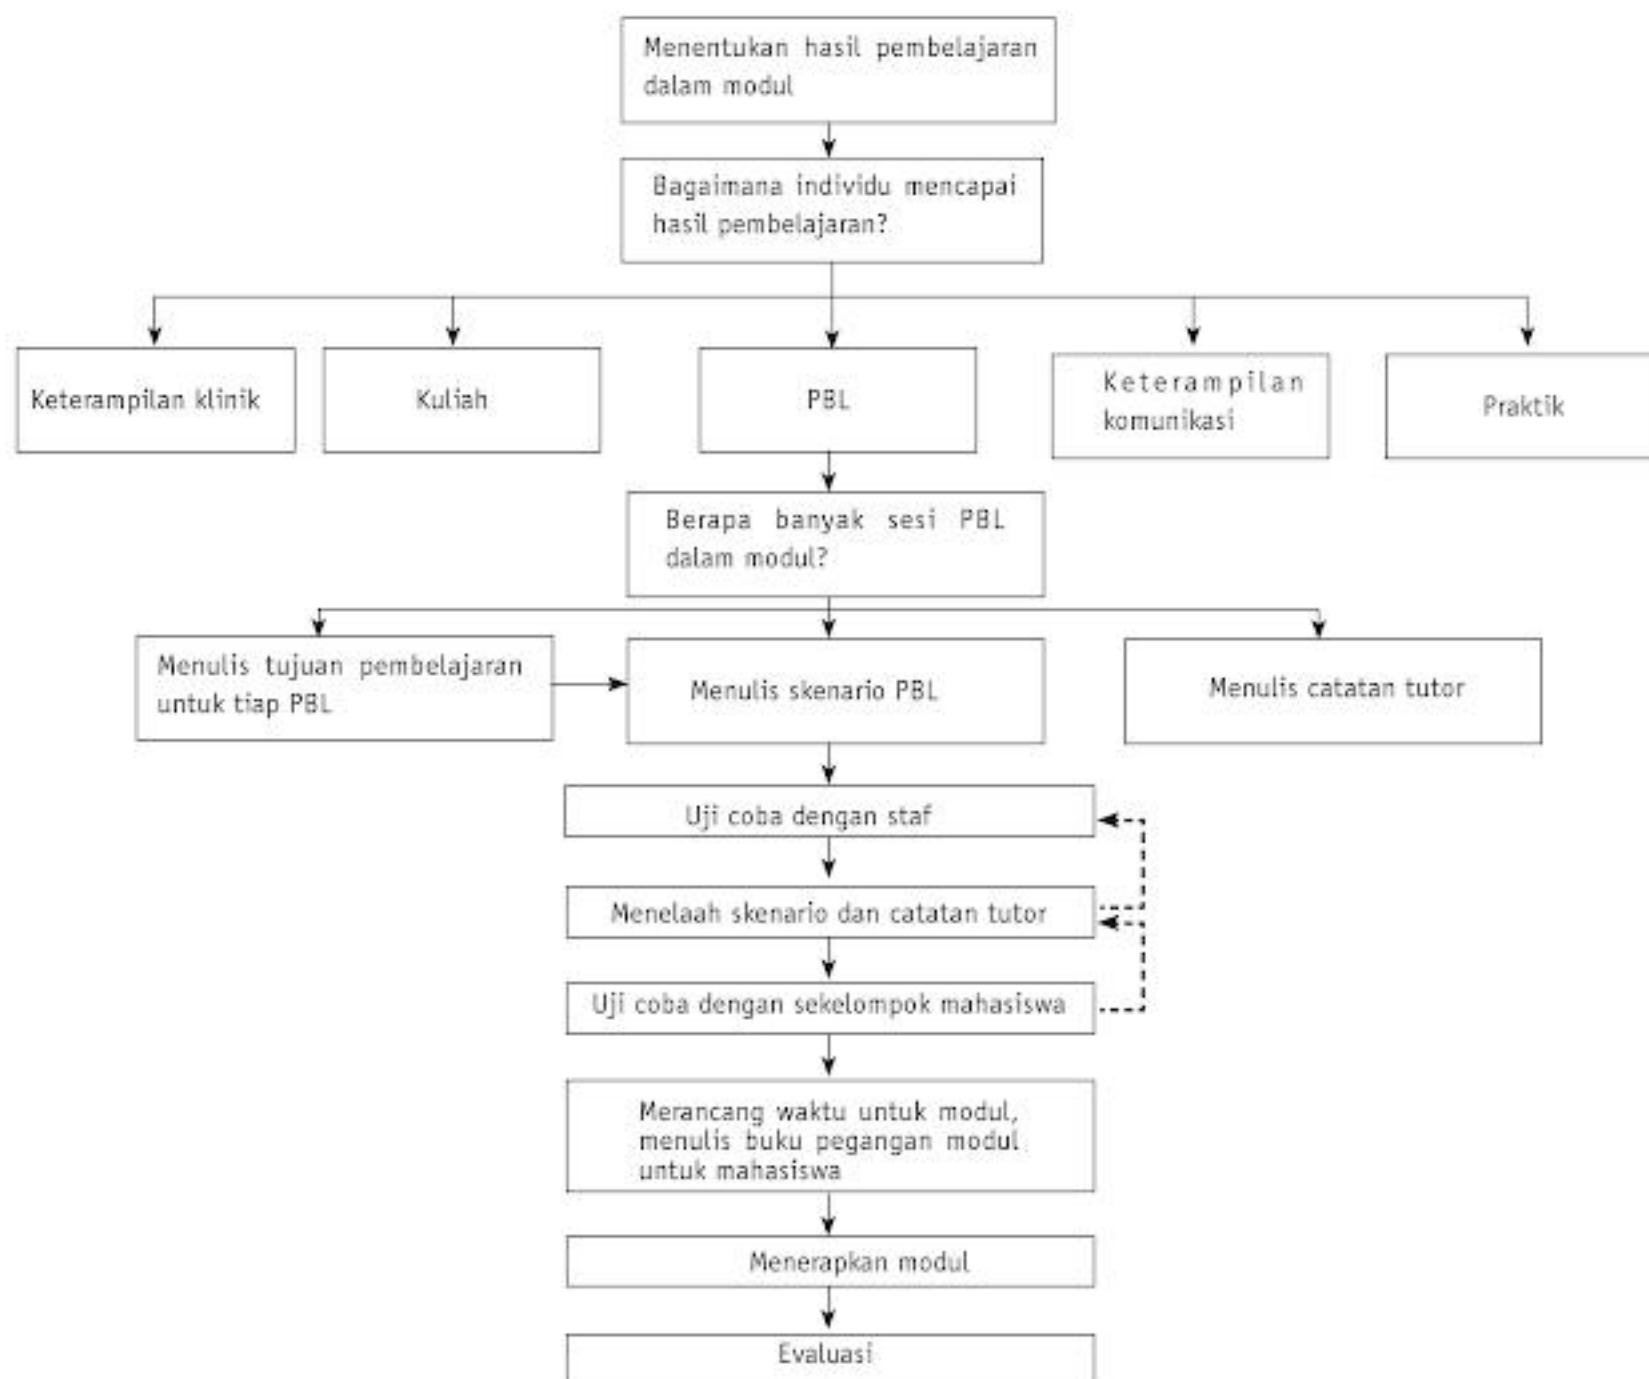 Menentukan hasil pembelajaran
dalam modul
Bagaimana individu mencapai
hasil pembelajaran?
Keterampilan klinik
Kuliah
PBL
Keterampilan
komunikasi
Praktik
Berapa banyak sesi PBL
dalam modul?
Menulis tujuan pembelajaran
untuk tiap PBL
Menulis skenario PBL
Menulis catatan tutor
Uji coba dengan staf
Menelaah skenario dan catatan tutor
Uji coba dengan sekelompok mahasiswa
Merancang waktu untuk modul,
menulis buku pegangan modul
untuk mahasiswa
Menerapkan modul
Evaluasi